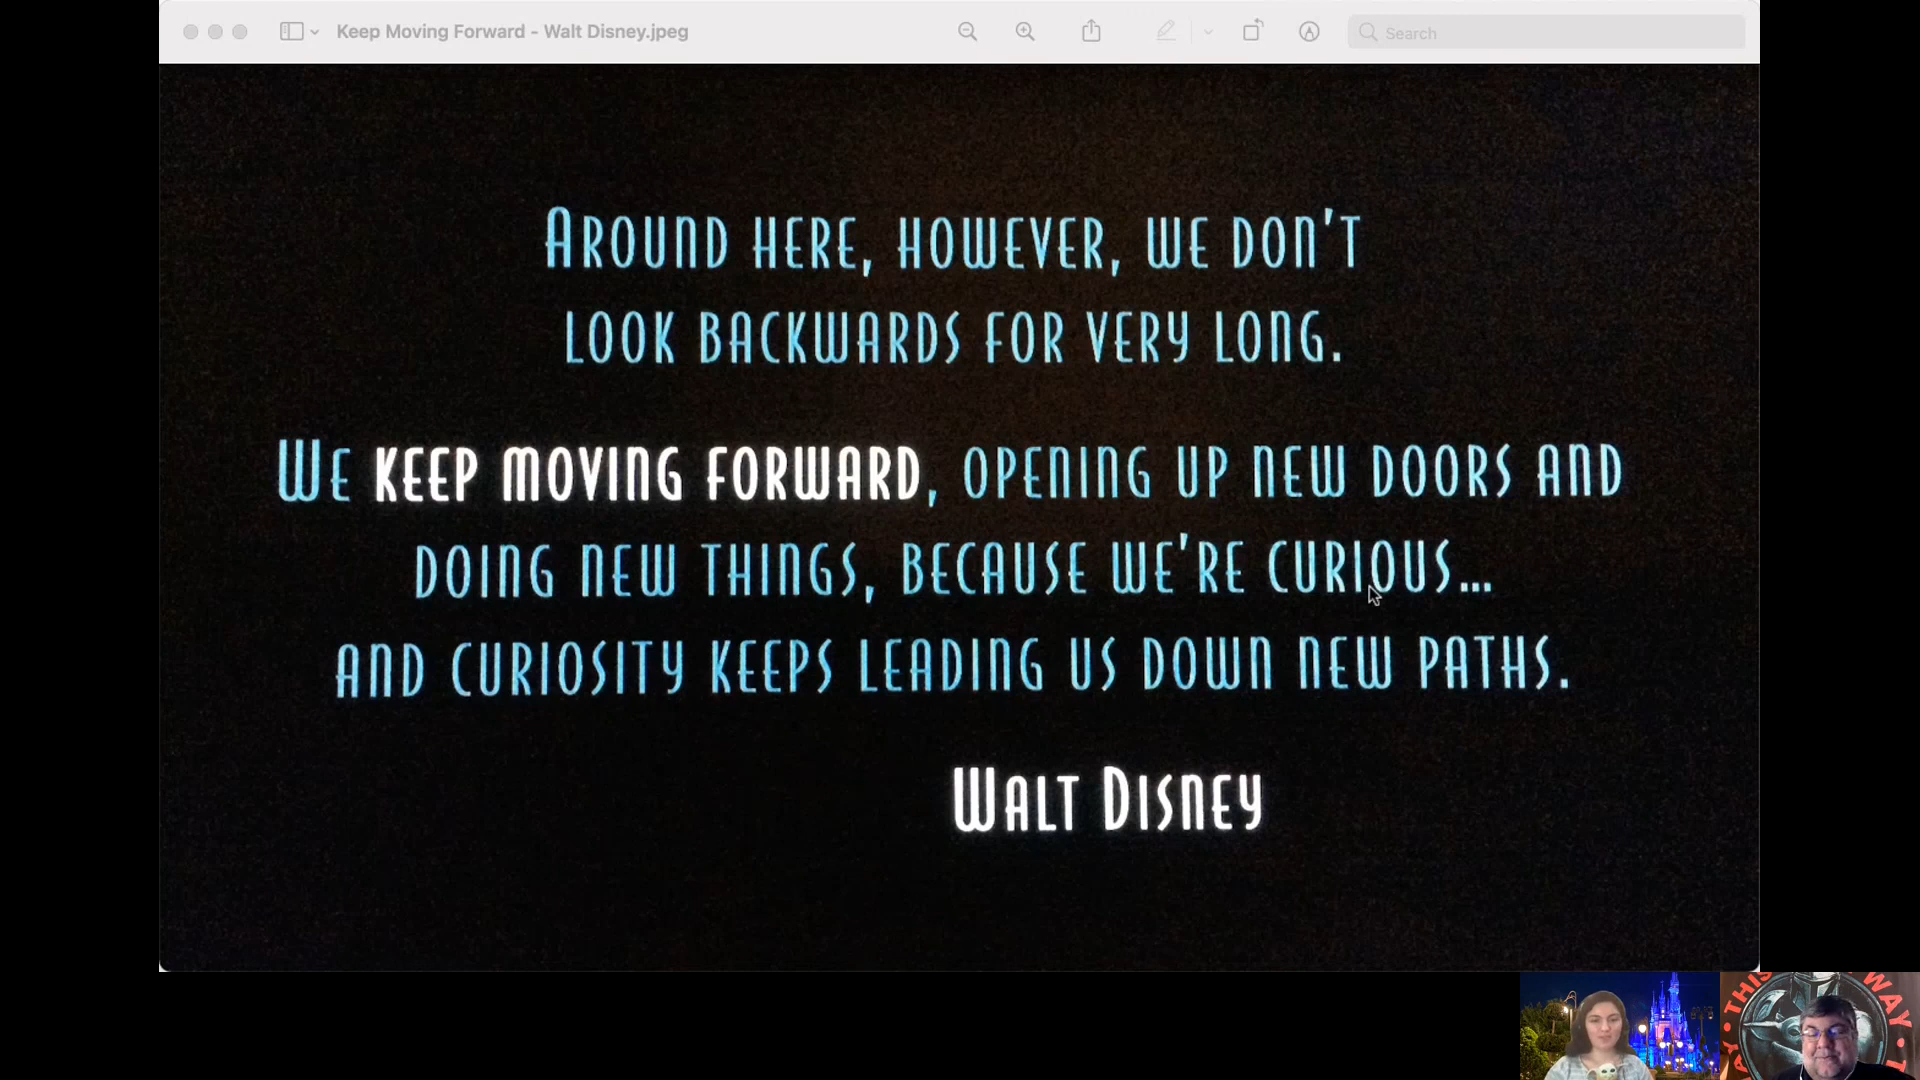 Keep Moving Forward - Walt Disney.jpeg
Search
AROUND HERE, HOWEVER, WE DON'T
LOOK BACKWARDS FOR VERY LONG.
WE KEEP MOVING FORWARD, OPENING UP NEW DOORS AND
DOING NEW THINGS, BECAUSE WE'RE CURIOUS...
AND CURIOSITY KEEPS LEADING US DOWN NEW PATHS.
WALT DISNEY
THIS
WAY